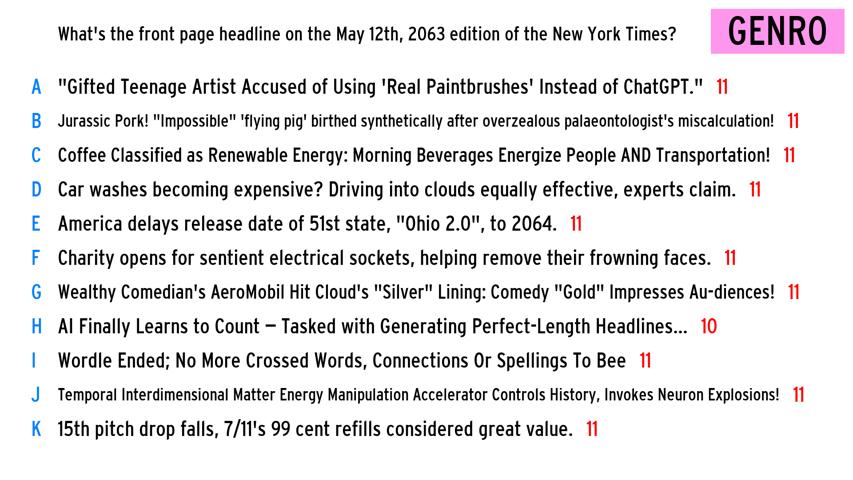 What's the front page headline on the May 12th, 2063 edition of the New York Times?
GENRO
A "Gifted Teenage Artist Accused of Using 'Real Paintbrushes' Instead of ChatGPT." 11
B Jurassic Pork! "Impossible" 'flying pig' birthed synthetically after overzealous palaeontologist's miscalculation! 11
C Coffee Classified as Renewable Energy: Morning Beverages Energize People AND Transportation! 11
D Car washes becoming expensive? Driving into clouds equally effective, experts claim. 11
E America delays release date of 51st state, "Ohio 2.0", to 2064. 11
F Charity opens for sentient electrical sockets, helping remove their frowning faces. 11
G Wealthy Comedian's AeroMobil Hit Cloud's "Silver" Lining: Comedy "Gold" Impresses Au-diences! 11
H AI Finally Learns to Count — Tasked with Generating Perfect-Length Headlines... 10
I Wordle Ended; No More Crossed Words, Connections Or Spellings To Bee 11
J Temporal Interdimensional Matter Energy Manipulation Accelerator Controls History, Invokes Neuron Explosions! 11
K 15th pitch drop falls, 7/11's 99 cent refills considered great value. 11